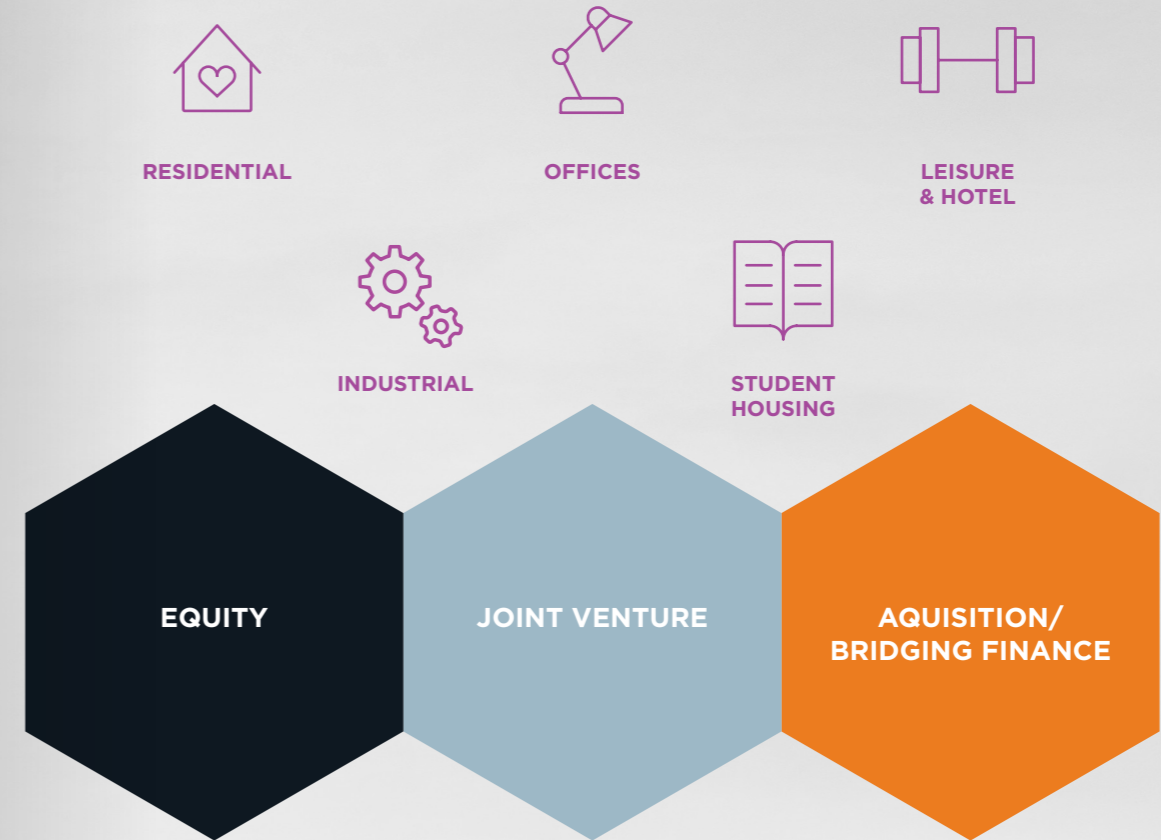 RESIDENTIAL
OFFICES
LEISURE
& HOTEL
INDUSTRIAL
STUDENT
HOUSING
EQUITY
JOINT VENTURE
AQUISITION/
BRIDGING FINANCE